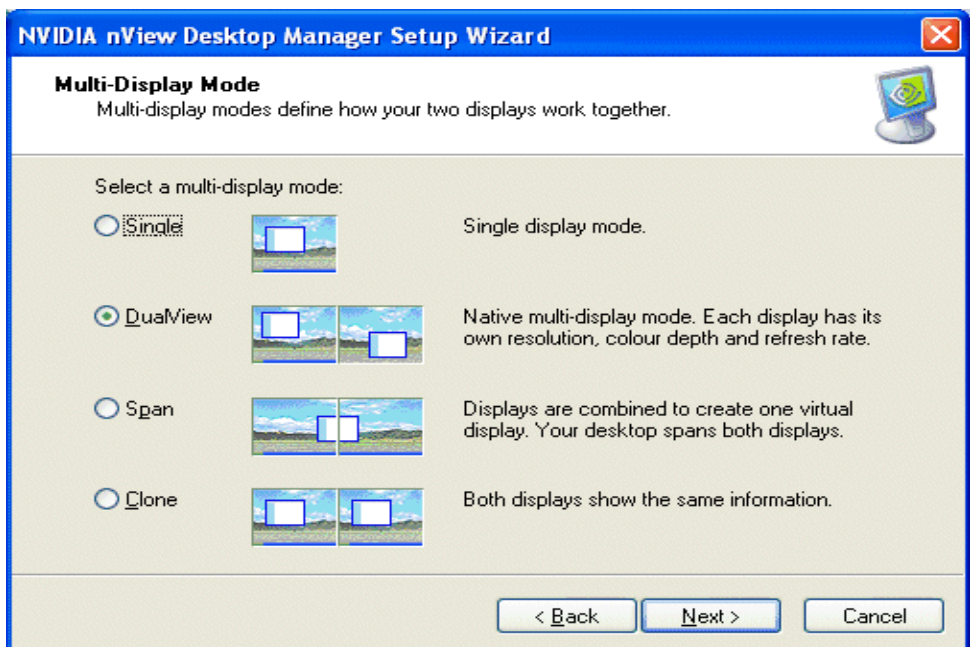 NVIDIA nView Desktop Manager Setup Wizard
Multi-Display Mode
Multi-display modes define how your two displays work together.
Select a multi-display mode:
Single
Single display mode.
DualView
Native multi-display mode. Each display has its
own resolution, colour depth and refresh rate.
Span
Displays are combined to create one virtual
display. Your desktop spans both displays.
Clone
Both displays show the same information.
< Back
Next >
Cancel